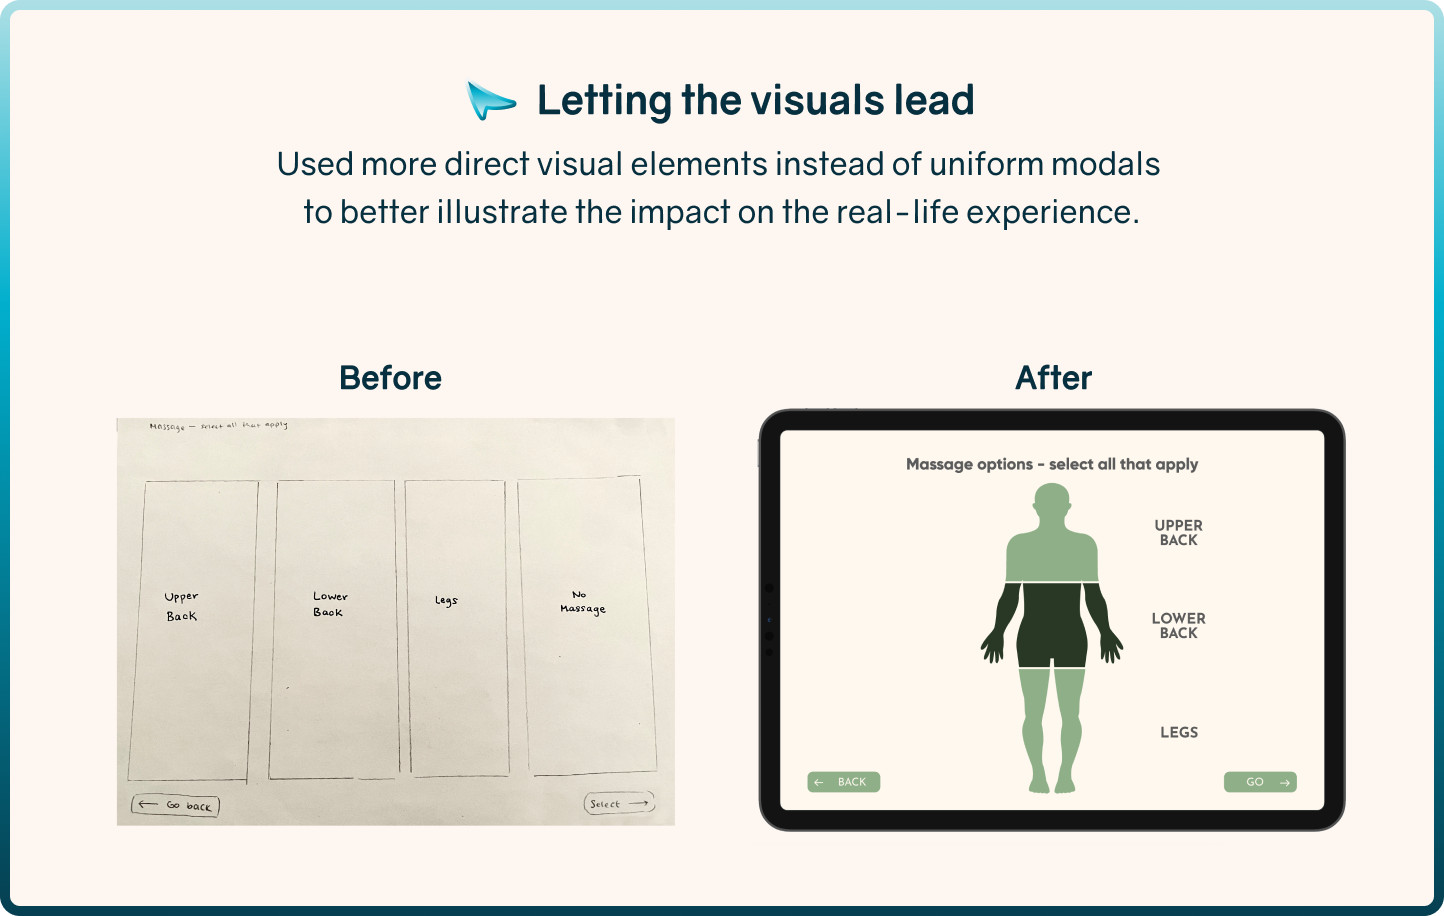 Letting the visuals lead
Used more direct visual elements instead of uniform modals
to better illustrate the impact on the real-life experience.
Before
After
Massage – select all that apply
Upper
Back
Lower
Back
Legs
No
Massage
← Go back
Select →
Massage options - select all that apply
UPPER
BACK
LOWER
BACK
LEGS
← BACK
GO →